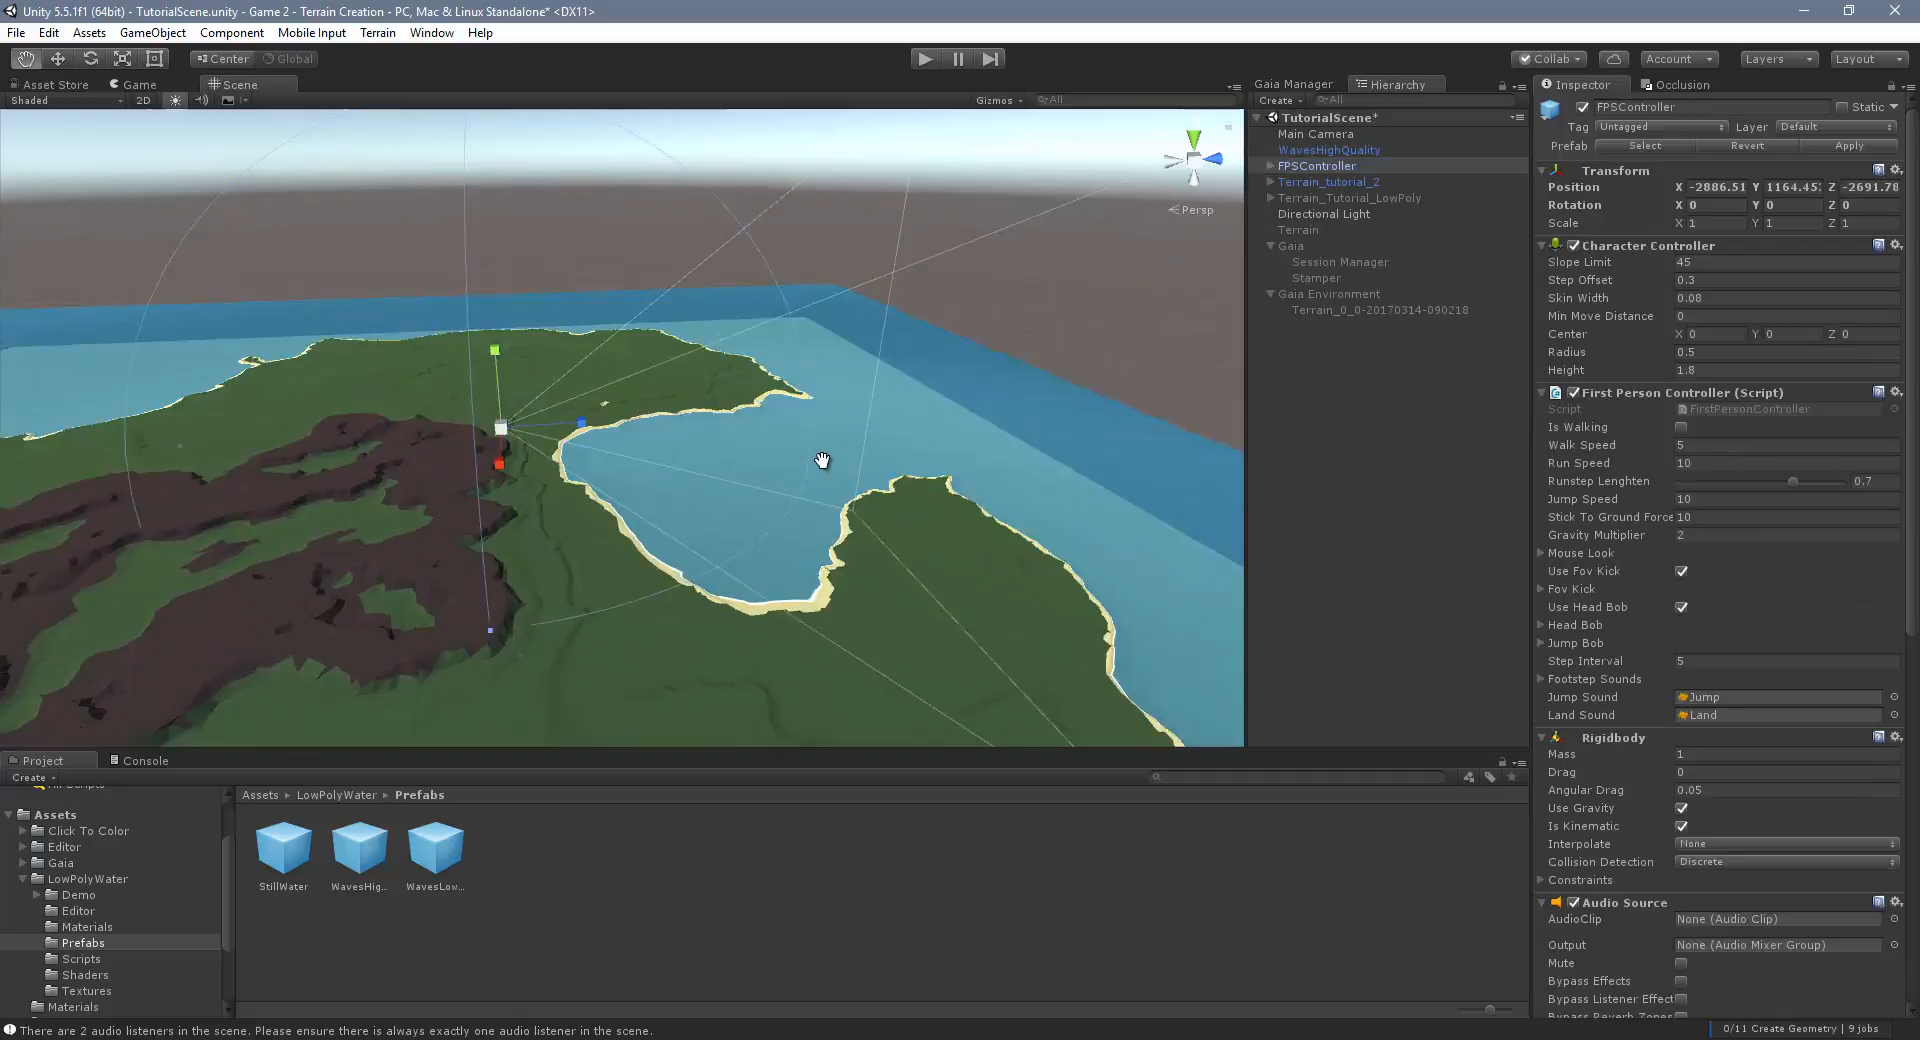 Unity 5.5.1f1 (64bit) - TutorialScene.unity - Game 2 - Terrain Creation - PC, Mac & Linux Standalone* <DX11>
File Edit Assets GameObject Component Mobile Input Terrain Window Help
Center Global Collab Account Layers Layout
Asset Store Game Scene
Shaded 2D Gizmos All
Persp
Gaia Manager Hierarchy
Create All
TutorialScene*
Main Camera
WavesHighQuality
FPSController
Terrain_tutorial_2
Terrain_Tutorial_LowPoly
Directional Light
Terrain
Gaia
Session Manager
Stamper
Gaia Environment
Terrain_0_0-20170314-090218
Inspector Occlusion
FPSController Static
Tag Untagged Layer Default
Prefab Select Revert Apply
Transform
Position X -2886.51 Y 1164.45 Z -2691.78
Rotation X 0 Y 0 Z 0
Scale X 1 Y 1 Z 1
Character Controller
Slope Limit 45
Step Offset 0.3
Skin Width 0.08
Min Move Distance 0
Center X 0 Y 0 Z 0
Radius 0.5
Height 1.8
First Person Controller (Script)
Script FirstPersonController
Is Walking
Walk Speed 5
Run Speed 10
Runstep Lenghten 0.7
Jump Speed 10
Stick To Ground Force 10
Gravity Multiplier 2
Mouse Look
Use Fov Kick
Fov Kick
Use Head Bob
Head Bob
Jump Bob
Step Interval 5
Footstep Sounds
Jump Sound Jump
Land Sound Land
Rigidbody
Mass 1
Drag 0
Angular Drag 0.05
Use Gravity
Is Kinematic
Interpolate None
Collision Detection Discrete
Constraints
Audio Source
AudioClip None (Audio Clip)
Output None (Audio Mixer Group)
Mute
Bypass Effects
Bypass Listener Effect
Bypass Reverb Zones
Project Console
Create
All Scripts
Assets
Click To Color
Editor
Gaia
LowPolyWater
Demo
Editor
Materials
Prefabs
Scripts
Shaders
Textures
Materials
Assets LowPolyWater Prefabs
StillWater WavesHig... WavesLow...
There are 2 audio listeners in the scene. Please ensure there is always exactly one audio listener in the scene.
0/11 Create Geometry | 9 jobs